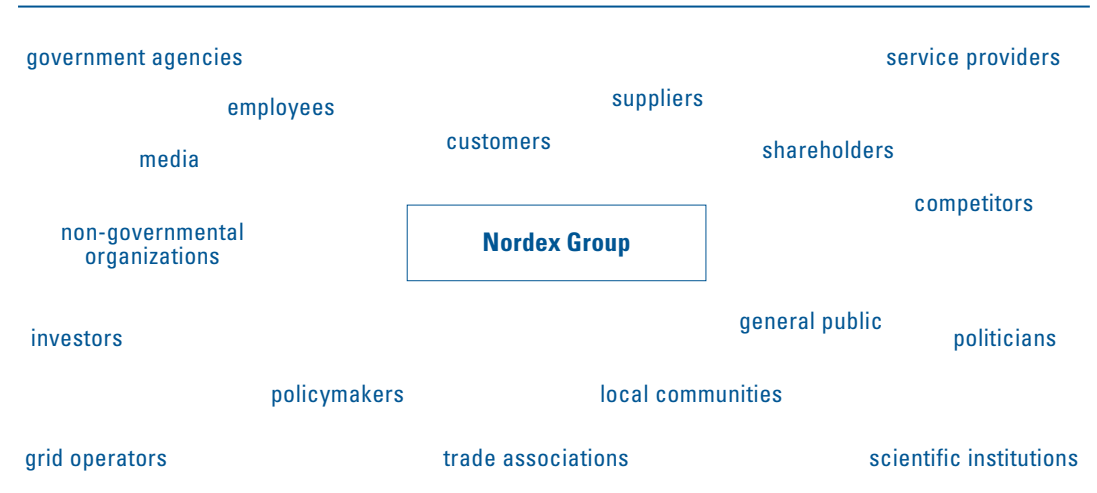 government agencies
service providers
employees
suppliers
customers
media
shareholders
competitors
non-governmental
organizations
Nordex Group
general public
investors
politicians
policymakers
local communities
grid operators
trade associations
scientific institutions